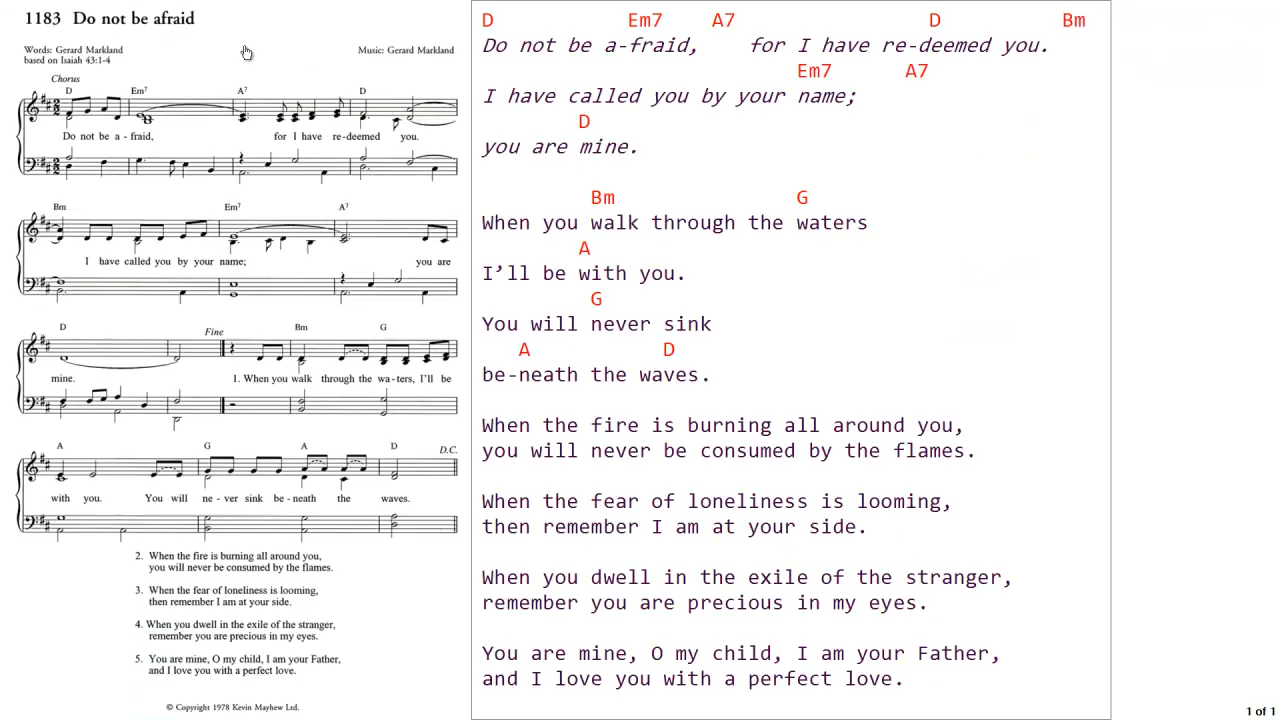 1183 Do not be afraid
Words: Gerard Markland
based on Isaiah 43:1-4
Music: Gerard Markland
Chorus
D Em7 A7 D
Do not be a - fraid, for I have re-deemed you.
Bm Em7 A7
I have called you by your name; you are
D Fine Bm G
mine. 1. When you walk through the wa - ters, I'll be
A G A D D.C.
with you. You will ne - ver sink be - neath the waves.
2. When the fire is burning all around you,
you will never be consumed by the flames.
3. When the fear of loneliness is looming,
then remember I am at your side.
4. When you dwell in the exile of the stranger,
remember you are precious in my eyes.
5. You are mine, O my child, I am your Father,
and I love you with a perfect love.
© Copyright 1978 Kevin Mayhew Ltd.
D Em7 A7 D Bm
Do not be a-fraid, for I have re-deemed you.
Em7 A7
I have called you by your name;
D
you are mine.
Bm G
When you walk through the waters
A
I’ll be with you.
G
You will never sink
A D
be-neath the waves.
When the fire is burning all around you,
you will never be consumed by the flames.
When the fear of loneliness is looming,
then remember I am at your side.
When you dwell in the exile of the stranger,
remember you are precious in my eyes.
You are mine, O my child, I am your Father,
and I love you with a perfect love.
1 of 1